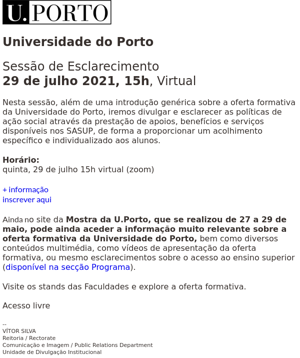 U.PORTO
Universidade do Porto
Sessão de Esclarecimento
29 de julho 2021, 15h, Virtual
Nesta sessão, além de uma introdução genérica sobre a oferta formativa
da Universidade do Porto, iremos divulgar e esclarecer as políticas de
ação social através da prestação de apoios, benefícios e serviços
disponíveis nos SASUP, de forma a proporcionar um acolhimento
específico e individualizado aos alunos.
Horário:
quinta, 29 de julho 15h virtual (zoom)
+ informação
inscrever aqui
Ainda no site da Mostra da U.Porto, que se realizou de 27 a 29 de
maio, pode ainda aceder a informação muito relevante sobre a
oferta formativa da Universidade do Porto, bem como diversos
conteúdos multimédia, como vídeos de apresentação da oferta
formativa, ou mesmo esclarecimentos sobre o acesso ao ensino superior
(disponível na secção Programa).
Visite os stands das Faculdades e explore a oferta formativa.
Acesso livre
--
VÍTOR SILVA
Reitoria / Rectorate
Comunicação e Imagem / Public Relations Department
Unidade de Divulgação Institucional